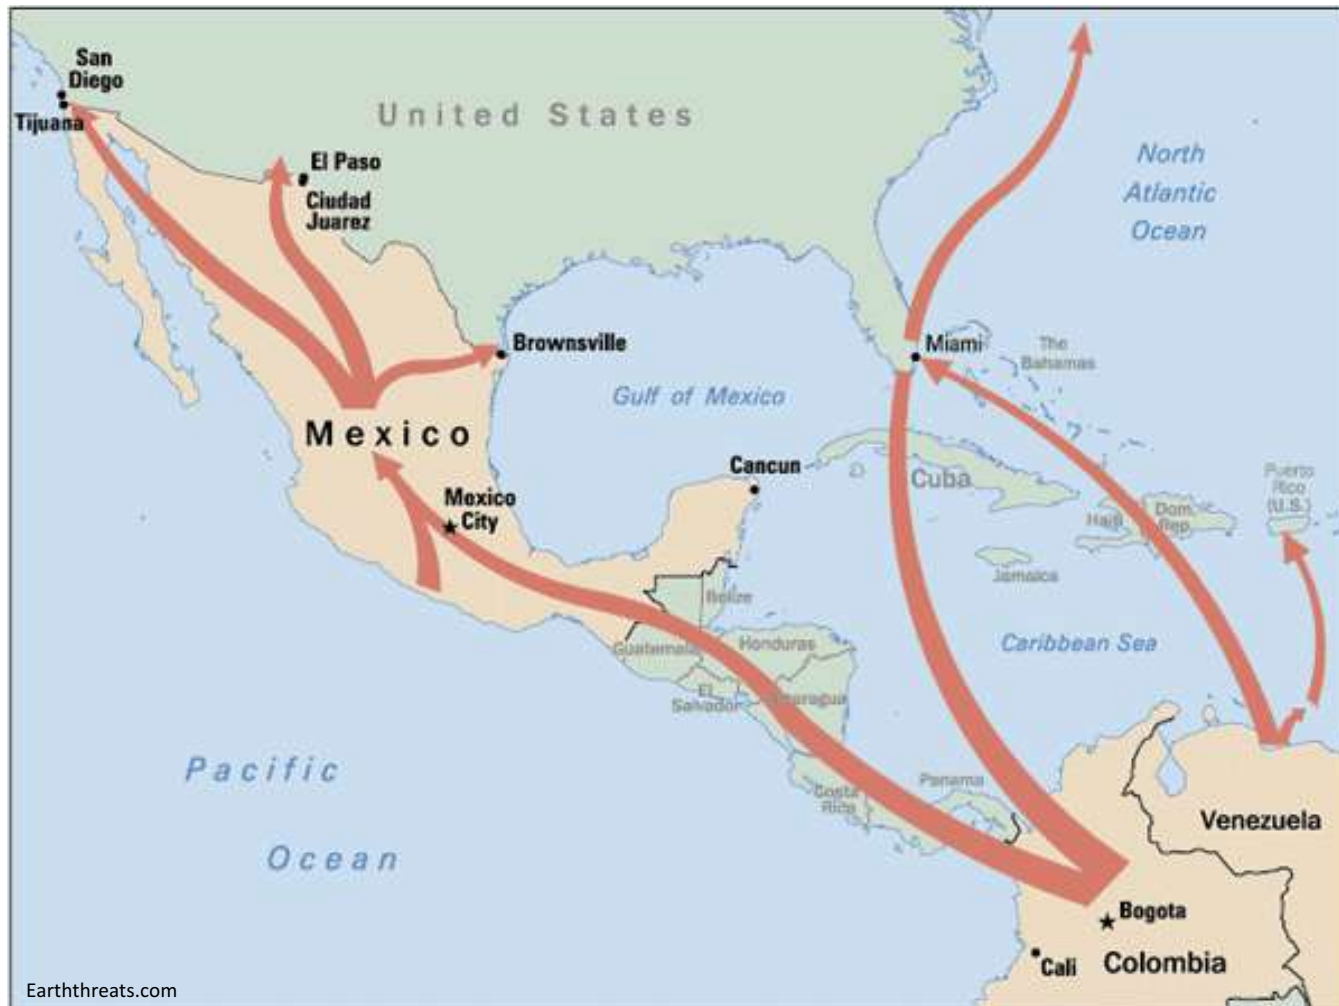 San
Diego
Tijuana
United States
El Paso
Ciudad
Juarez
North
Atlantic
Ocean
Brownsville
Miami
The
Bahamas
Gulf of Mexico
Mexico
Cancun
Cuba
Puerto
Rico
(U.S.)
Mexico
City
Haiti
Dom.
Rep.
Jamaica
Belize
Caribbean Sea
Guatemala
Honduras
El
Salvador
Nicaragua
Pacific
Ocean
Costa
Rica
Panama
Venezuela
Bogota
Cali
Colombia
Earththreats.com